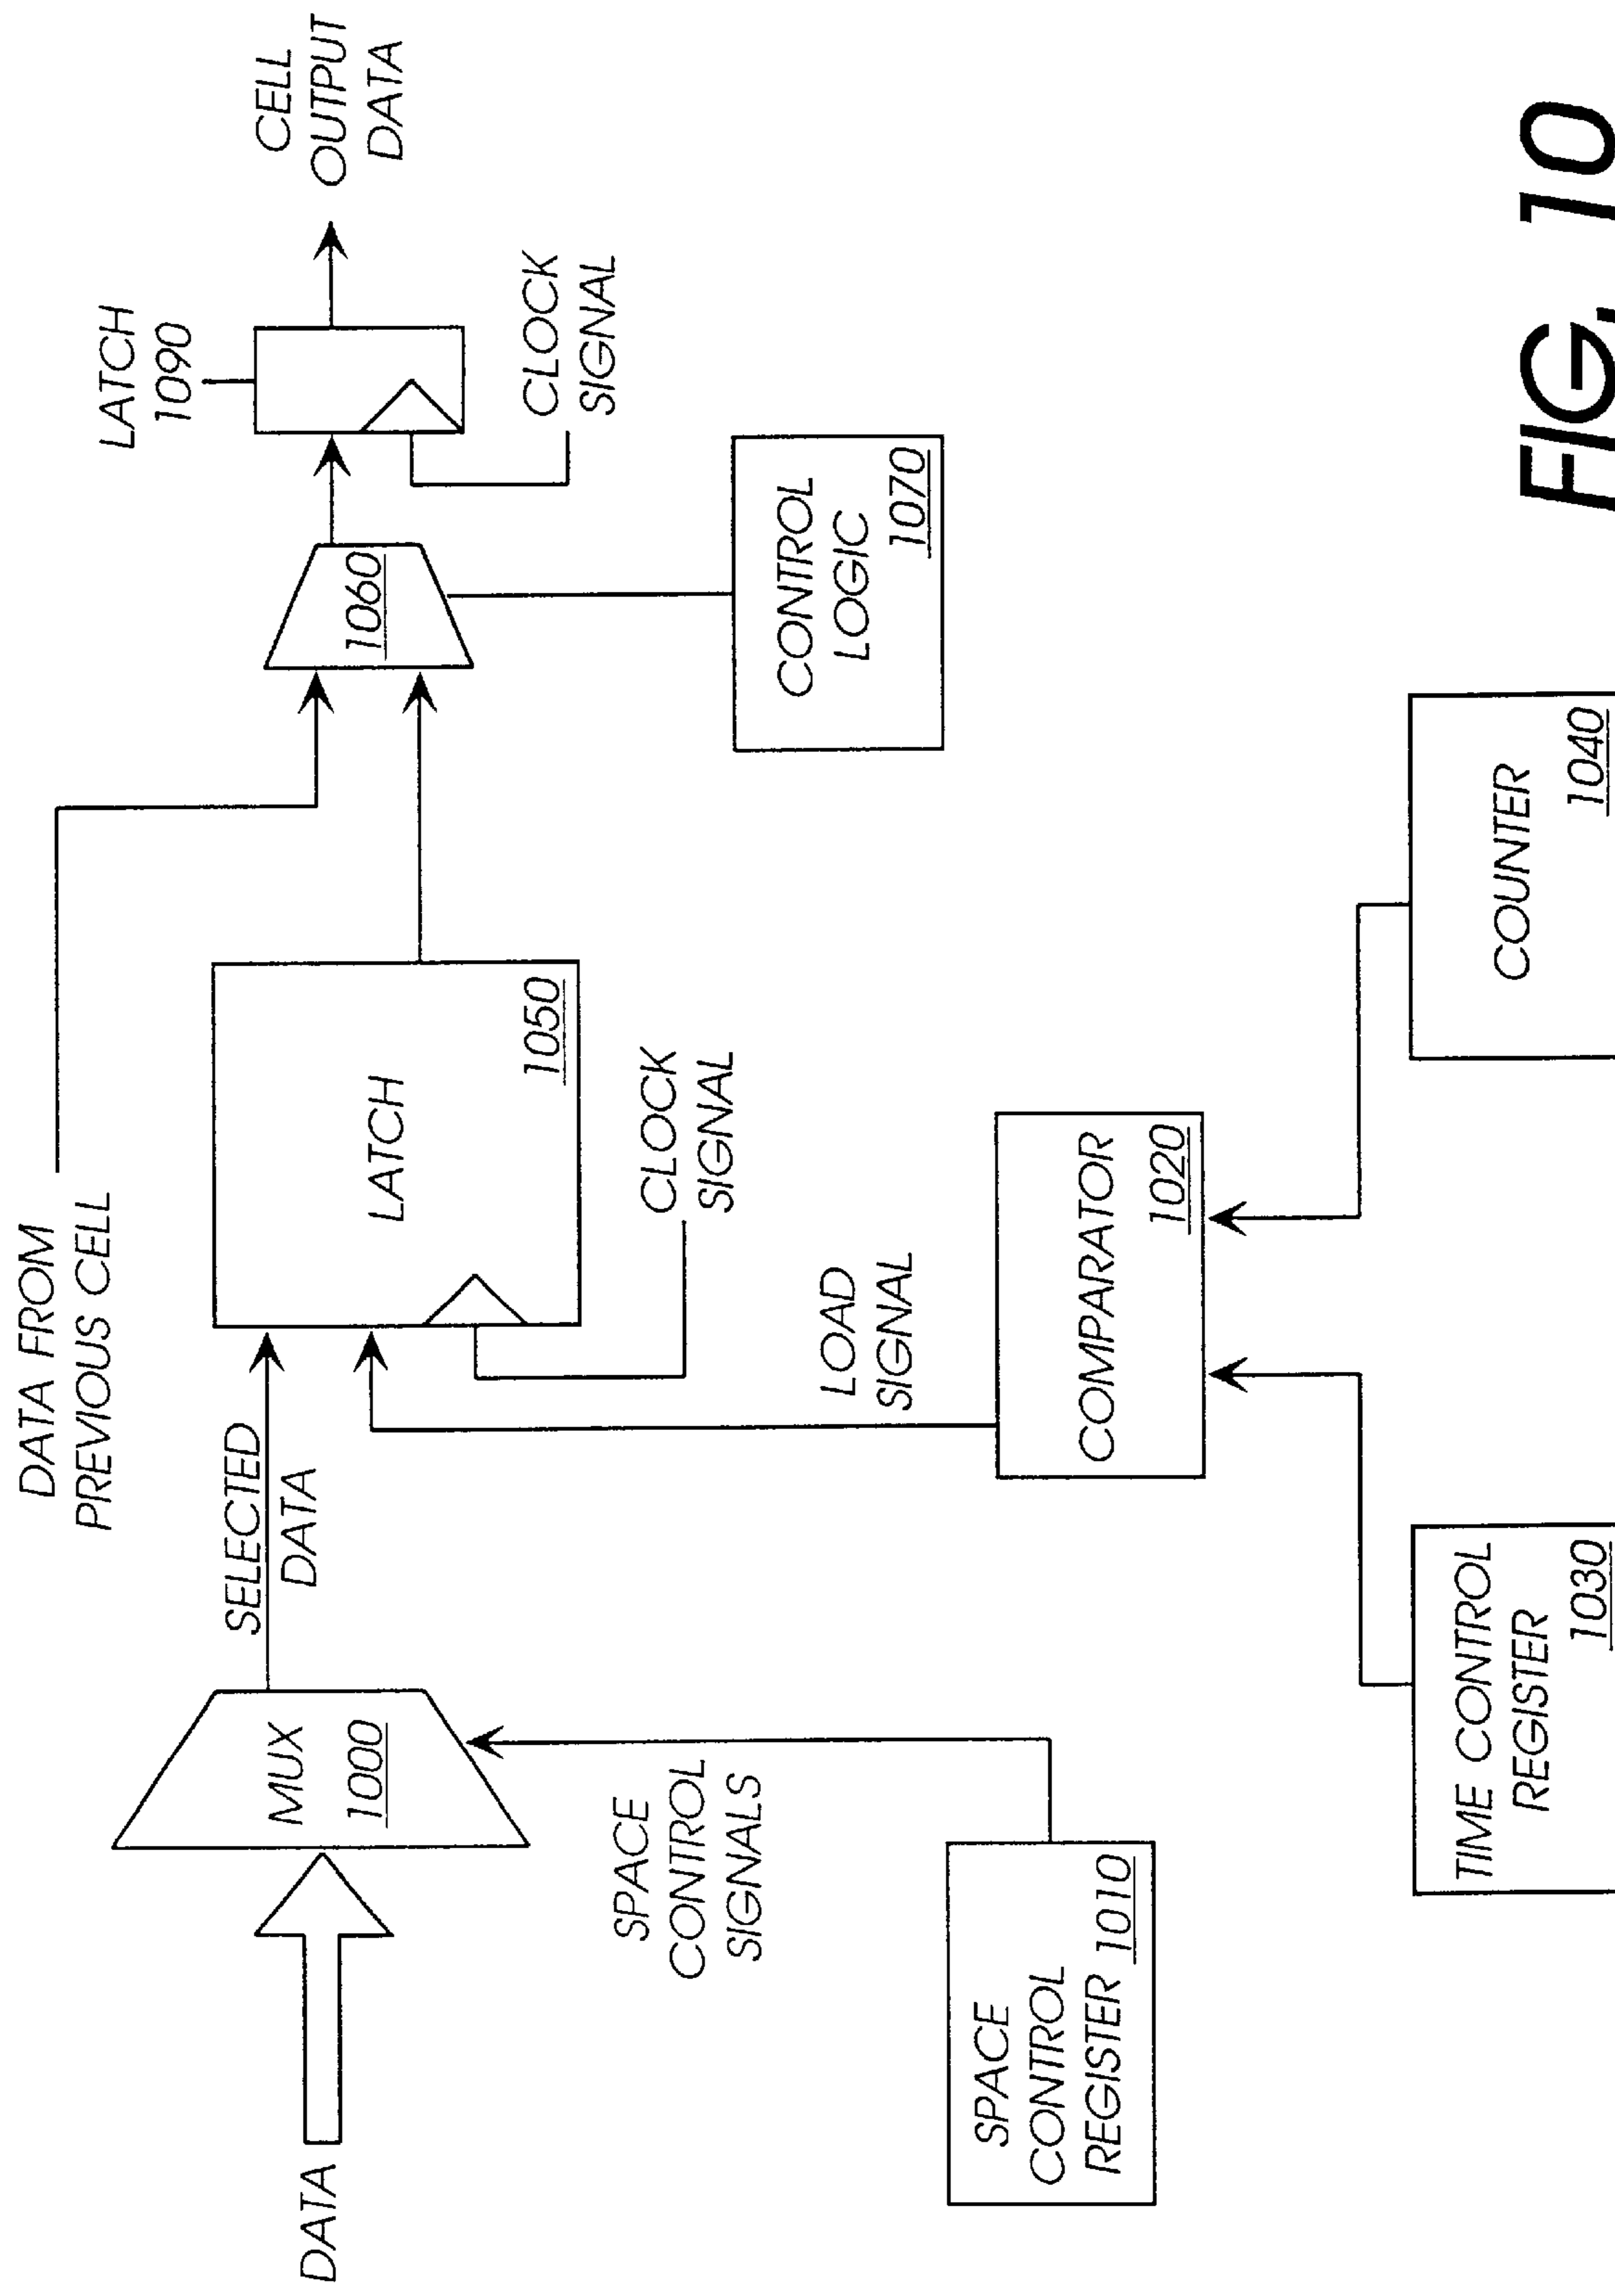 DATA FROM
PREVIOUS CELL
LATCH
1090
CELL
OUTPUT
DATA
DATA
MUX
1000
SELECTED
DATA
LATCH
1050
1060
CLOCK
SIGNAL
CLOCK
SIGNAL
SPACE
CONTROL
SIGNALS
LOAD
SIGNAL
CONTROL
LOGIC
1070
SPACE
CONTROL
REGISTER 1010
COMPARATOR
1020
TIME CONTROL
REGISTER
1030
COUNTER
1040
FIG. 10